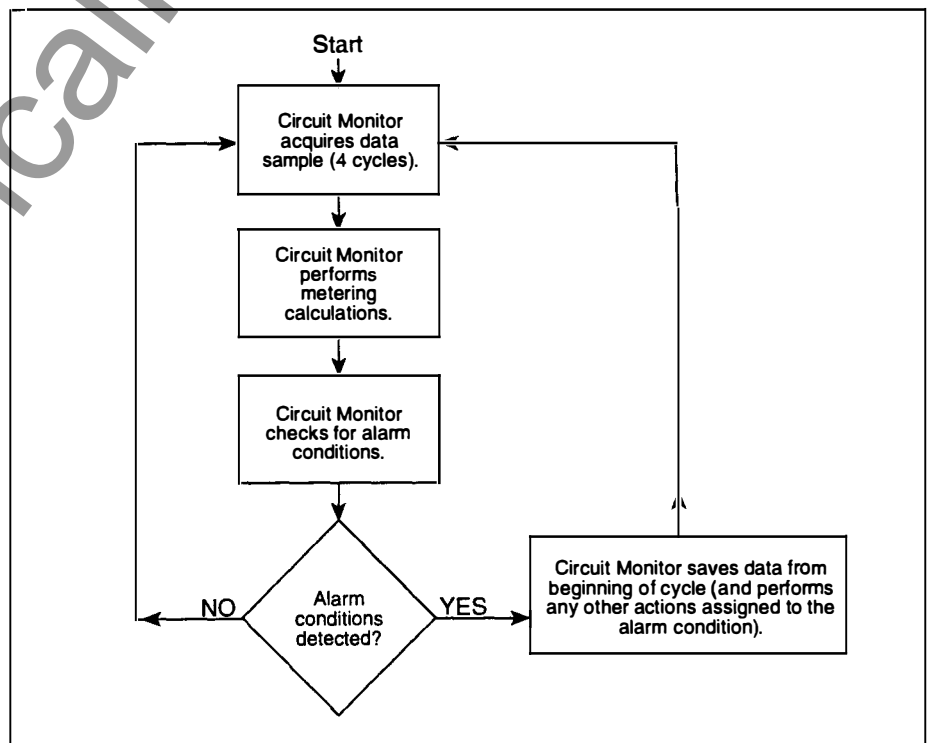 Start
Circuit Monitor
acquires data
sample (4 cycles).
Circuit Monitor
performs
metering
calculations.
Circuit Monitor
checks for alarm
conditions.
Alarm
conditions
detected?
NO
YES
Circuit Monitor saves data from
beginning of cycle (and performs
any other actions assigned to the
alarm condition).